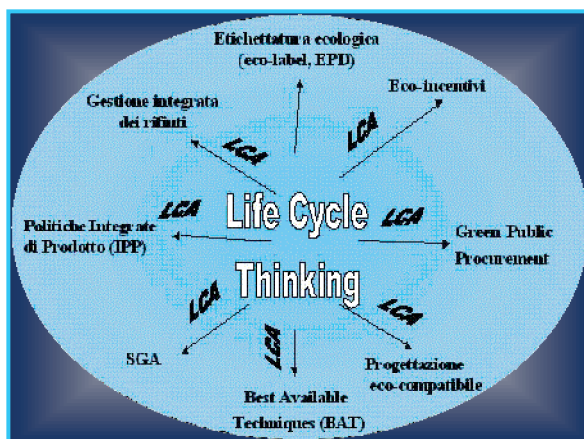 Etichettatura ecologica
(eco-label, EPD)
Eco-incentivi
Gestione integrata
dei rifiuti
LCA
LCA
Life Cycle
LCA
LCA
Politiche Integrate
di Prodotto (IPP)
Green Public
Procurement
Thinking
LCA
LCA
LCA
SGA
Progettazione
eco-compatibile
Best Available
Techniques (BAT)